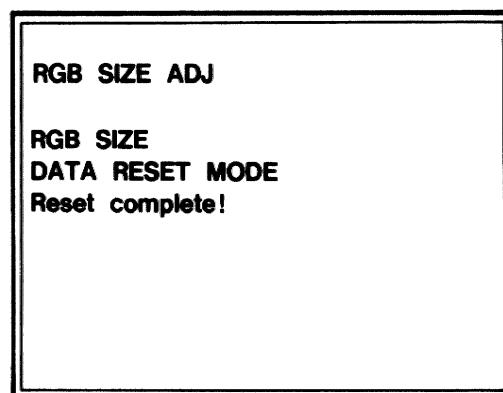 RGB SIZE ADJ
RGB SIZE
DATA RESET MODE
Reset complete!